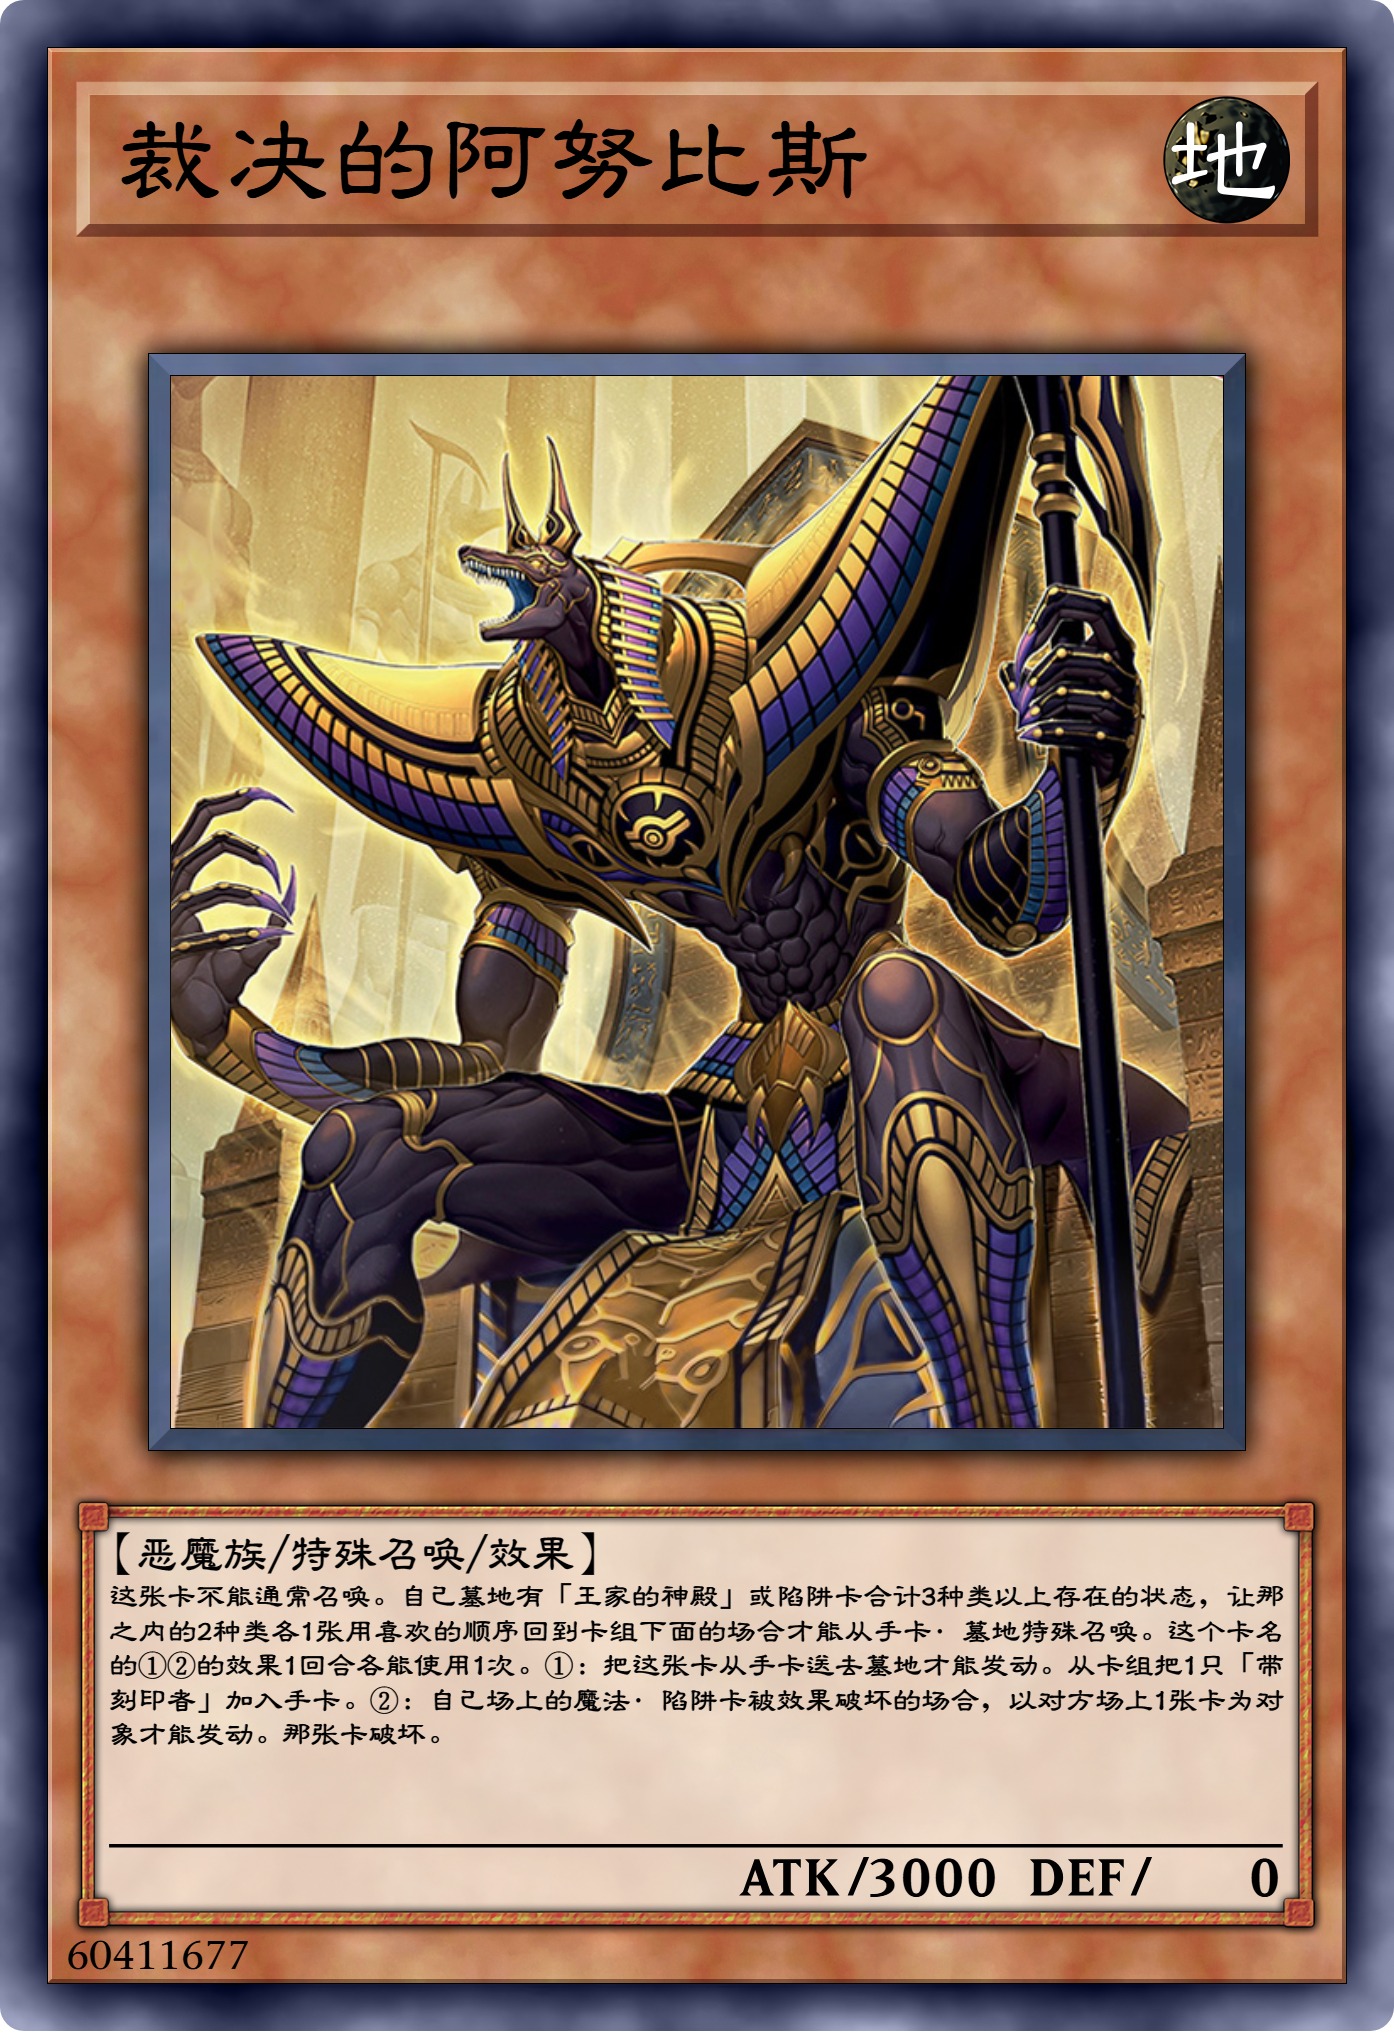 裁决的阿努比斯
地
【恶魔族/特殊召唤/效果】
这张卡不能通常召唤。自己墓地有「王家的神殿」或陷阱卡合计3种类以上存在的状态，让那
之内的2种类各1张用喜欢的顺序回到卡组下面的场合才能从手卡·墓地特殊召唤。这个卡名
的①②的效果1回合各能使用1次。①：把这张卡从手卡送去墓地才能发动。从卡组把1只「带
刻印者」加入手卡。②：自己场上的魔法·陷阱卡被效果破坏的场合，以对方场上1张卡为对
象才能发动。那张卡破坏。
ATK/3000 DEF/ 0
60411677